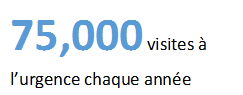 75,000 visites à
l'urgence chaque année